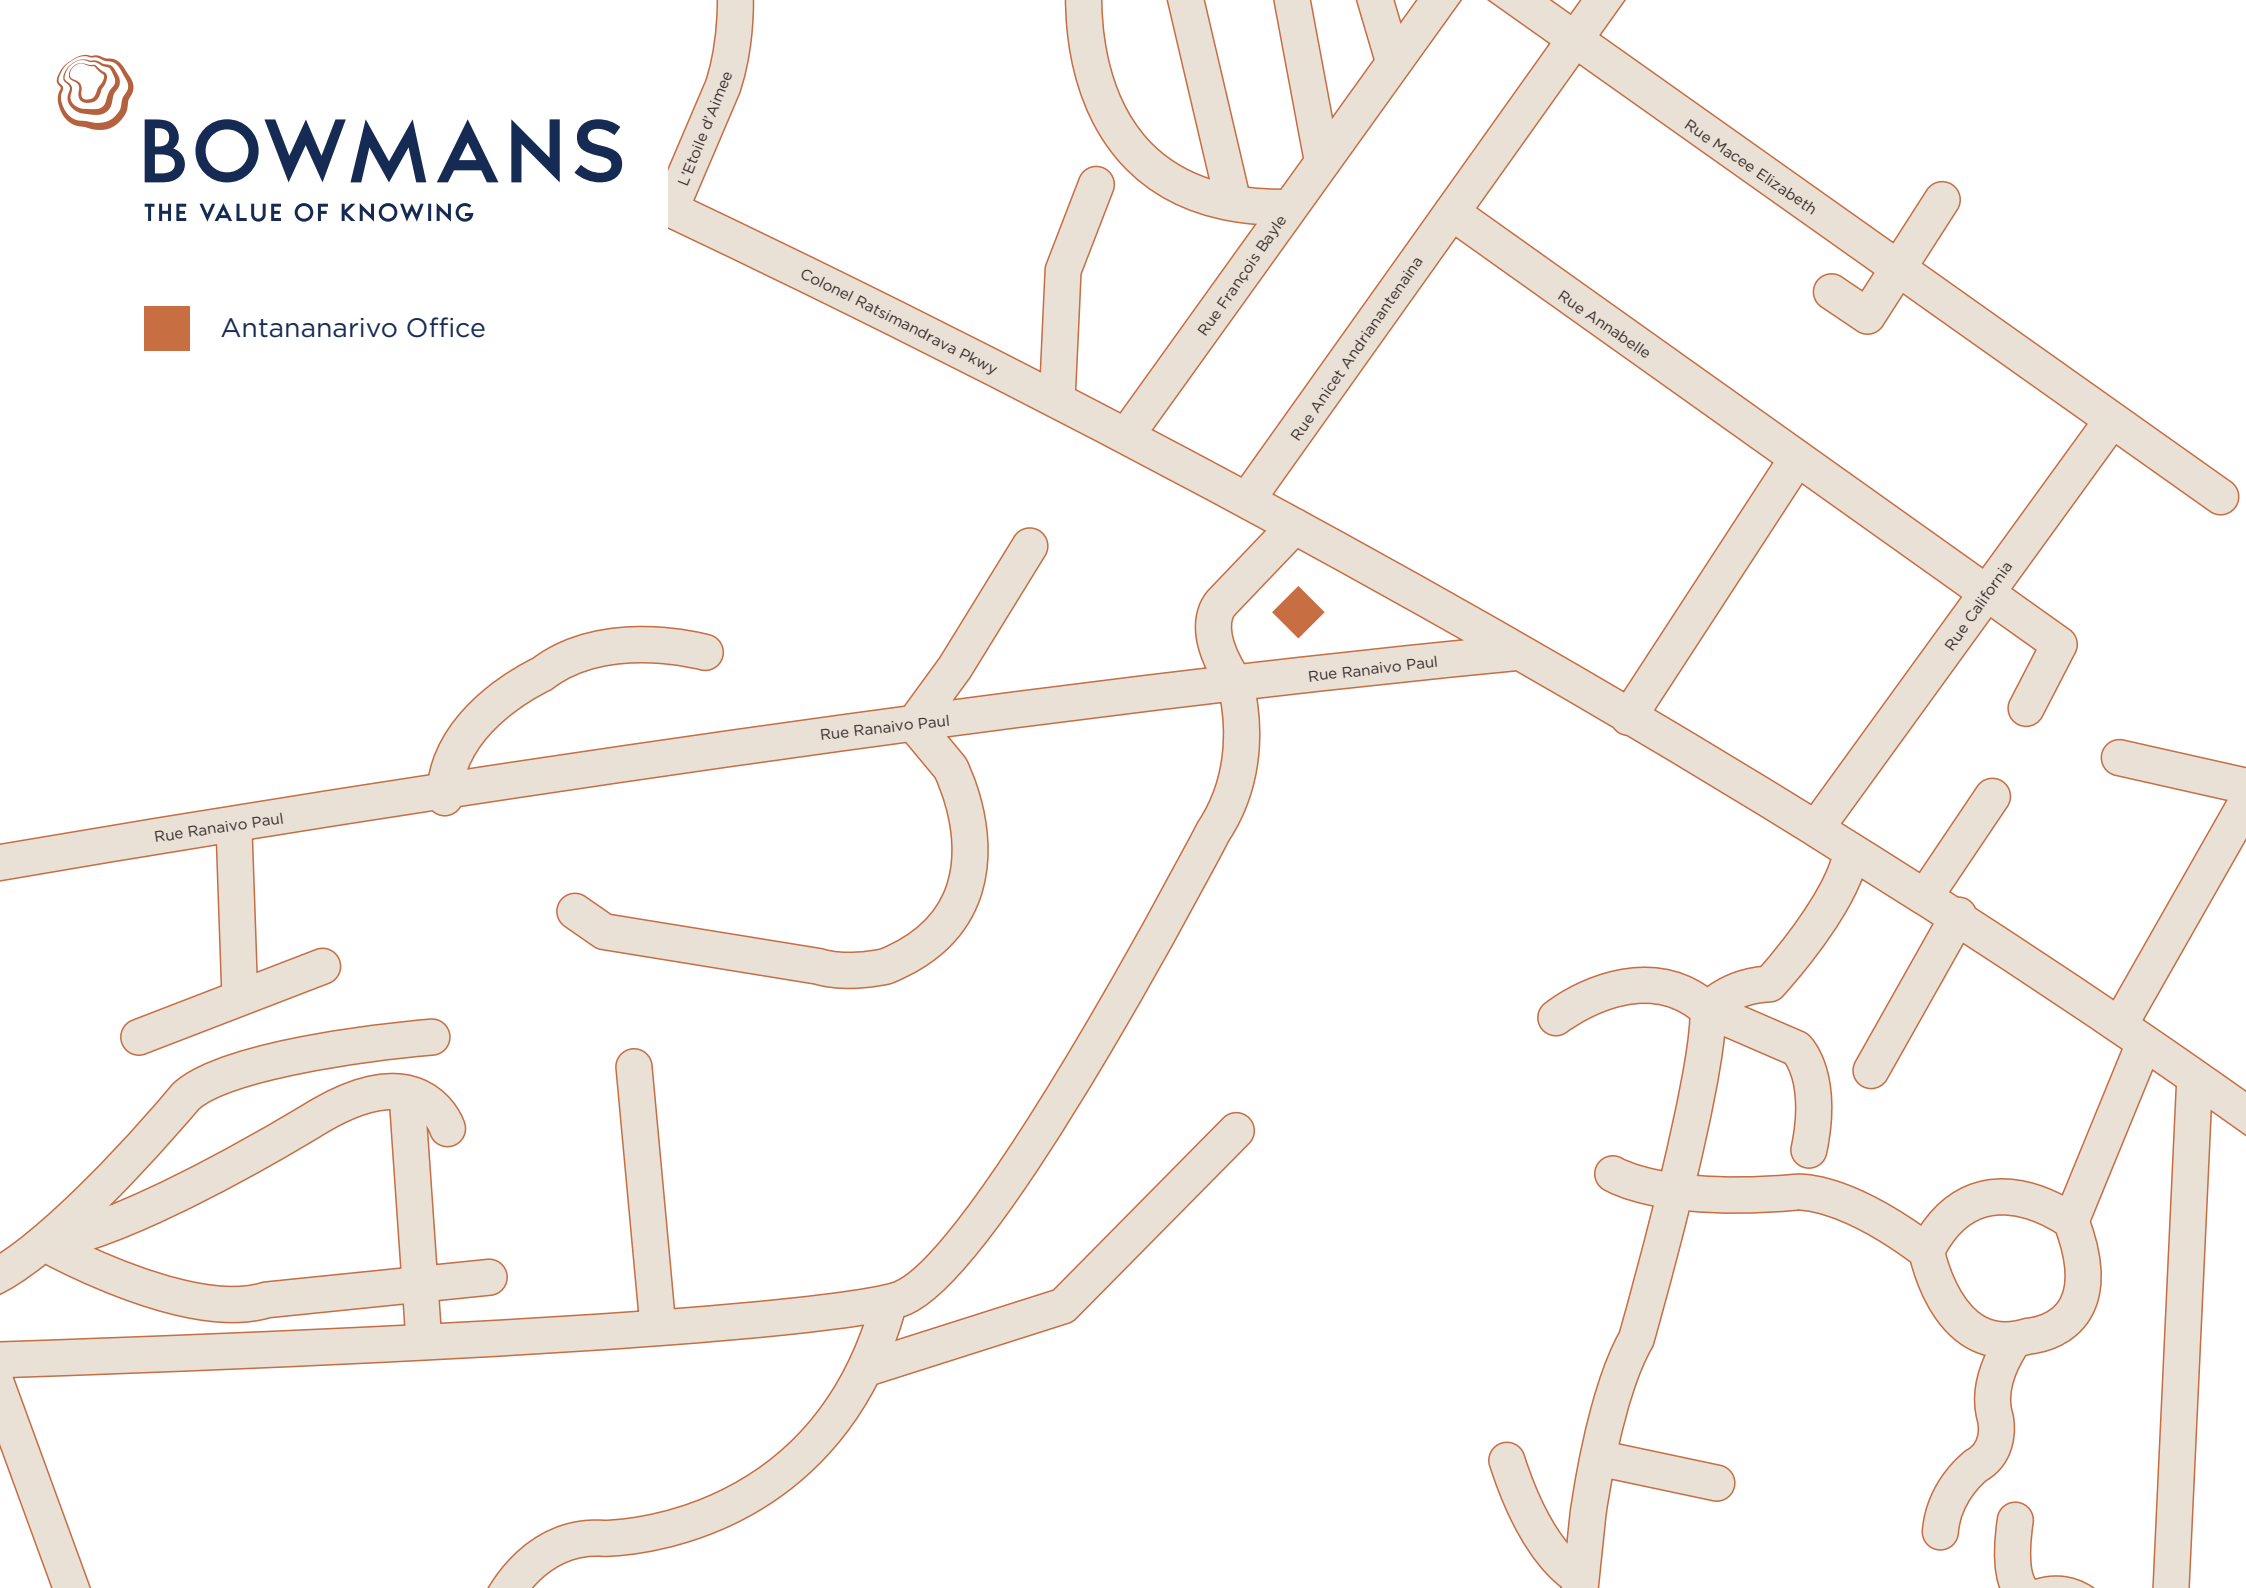 BOWMANS
THE VALUE OF KNOWING
Antananarivo Office
L'Etoile d'Aimee
Colonel Ratsimandrava Pkwy
Rue François Bayle
Rue Anicet Andrianantenaina
Rue Macee Elizabeth
Rue Annabelle
Rue California
Rue Ranaivo Paul
Rue Ranaivo Paul
Rue Ranaivo Paul